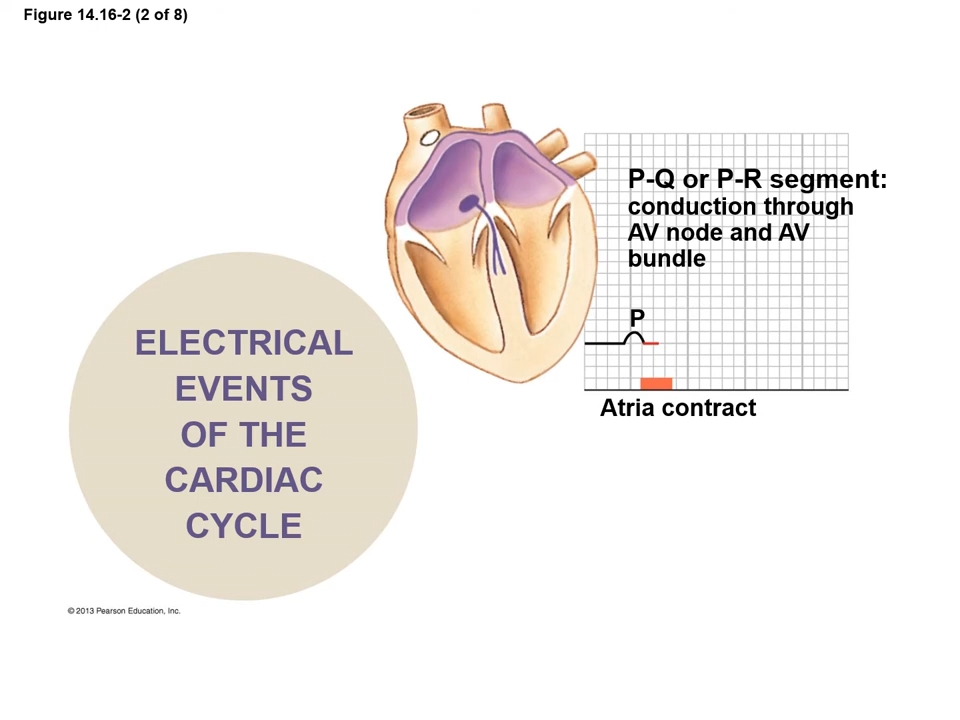 Figure 14.16-2 (2 of 8)
P-Q or P-R segment:
conduction through
AV node and AV
bundle
P
Atria contract
ELECTRICAL
EVENTS
OF THE
CARDIAC
CYCLE
© 2013 Pearson Education, Inc.